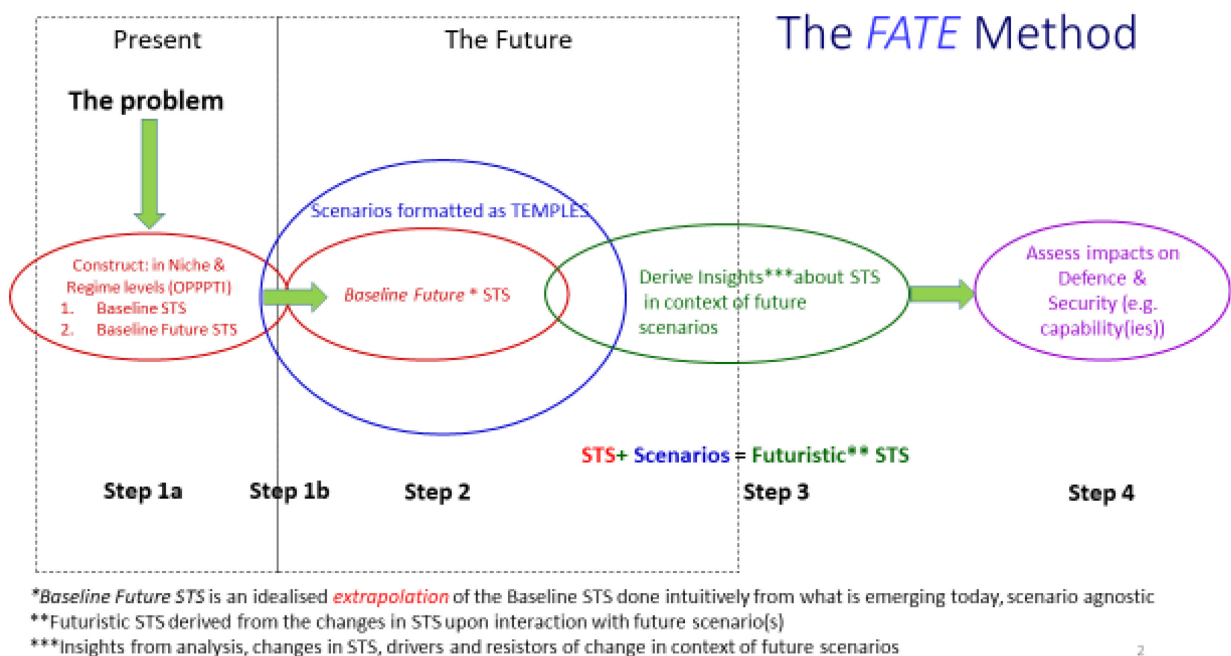 The FATE Method
Present
The Future
The problem
Scenarios formatted as TEMPLES
Construct: in Niche &
Regime levels (OPPPTI)
1. Baseline STS
2. Baseline Future STS
Baseline Future * STS
Derive Insights***about STS
in context of future
scenarios
Assess impacts on
Defence &
Security (e.g.
capability(ies))
STS+ Scenarios = Futuristic** STS
Step 1a
Step 1b
Step 2
Step 3
Step 4
*Baseline Future STS is an idealised extrapolation of the Baseline STS done intuitively from what is emerging today, scenario agnostic
**Futuristic STS derived from the changes in STS upon interaction with future scenario(s)
***Insights from analysis, changes in STS, drivers and resistors of change in context of future scenarios
2